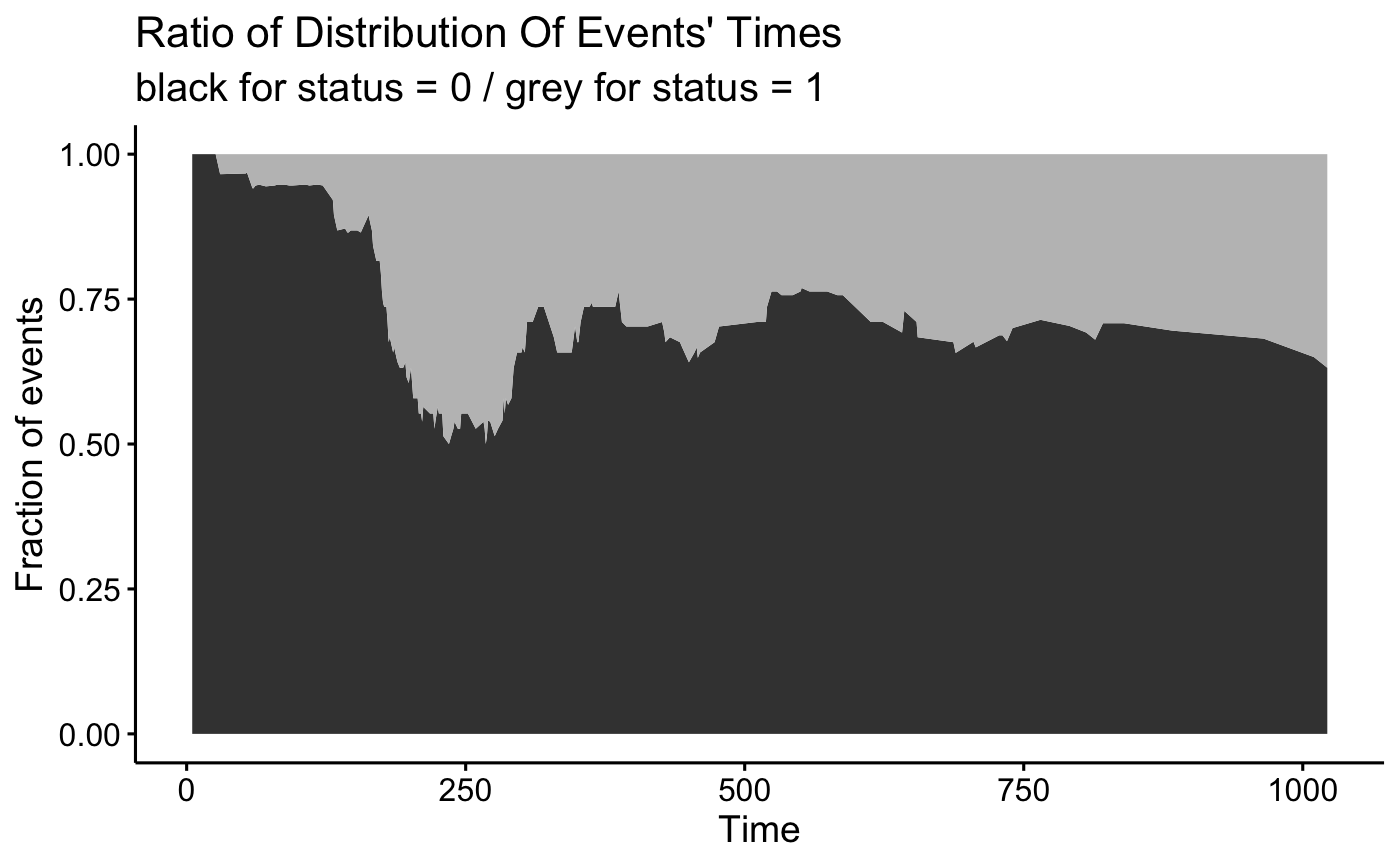 Ratio of Distribution Of Events' Times
black for status = 0 / grey for status = 1
1.00
0.75
0.50
0.25
0.00
Fraction of events
0 250 500 750 1000
Time